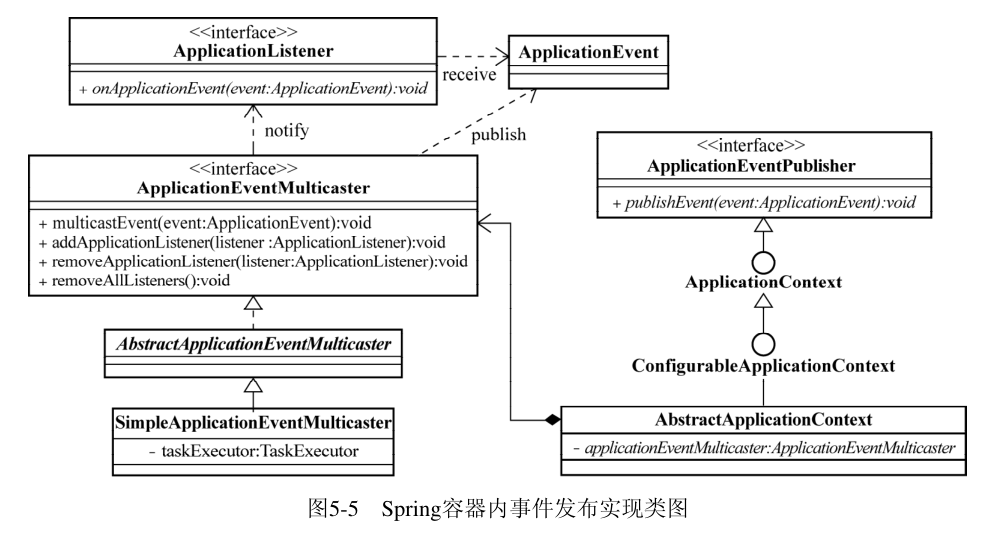 <<interface>>
ApplicationListener
+ onApplicationEvent(event:ApplicationEvent):void
receive
ApplicationEvent
notify
publish
<<interface>>
ApplicationEventMulticaster
+ multicastEvent(event:ApplicationEvent):void
+ addApplicationListener(listener :ApplicationListener):void
+ removeApplicationListener(listener:ApplicationListener):void
+ removeAllListeners():void
<<interface>>
ApplicationEventPublisher
+ publishEvent(event:ApplicationEvent):void
ApplicationContext
ConfigurableApplicationContext
AbstractApplicationEventMulticaster
SimpleApplicationEventMulticaster
- taskExecutor:TaskExecutor
AbstractApplicationContext
- applicationEventMulticaster:ApplicationEventMulticaster
图5-5 Spring容器内事件发布实现类图